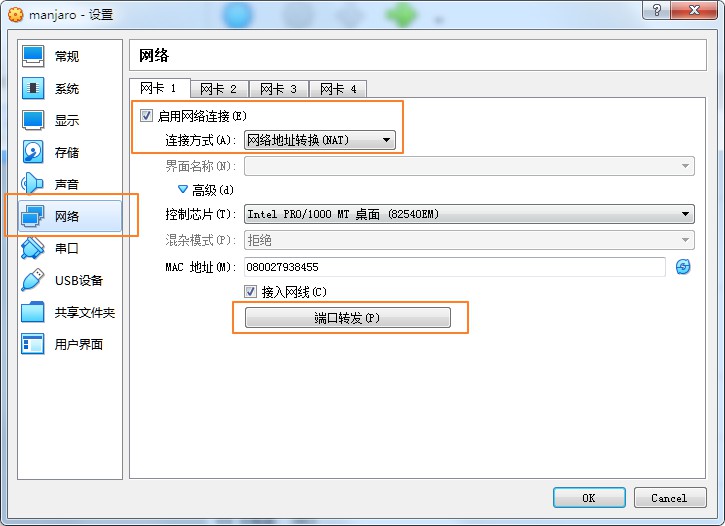 manjaro - 设置
?
常规
系统
显示
存储
声音
网络
串口
USB设备
共享文件夹
用户界面
网络
网卡 1 网卡 2 网卡 3 网卡 4
启用网络连接(E)
连接方式(A): 网络地址转换(NAT)
界面名称(N):
高级(d)
控制芯片(T): Intel PRO/1000 MT 桌面 (82540EM)
混杂模式(P): 拒绝
MAC 地址(M): 080027938455
接入网线(C)
端口转发(P)
OK Cancel